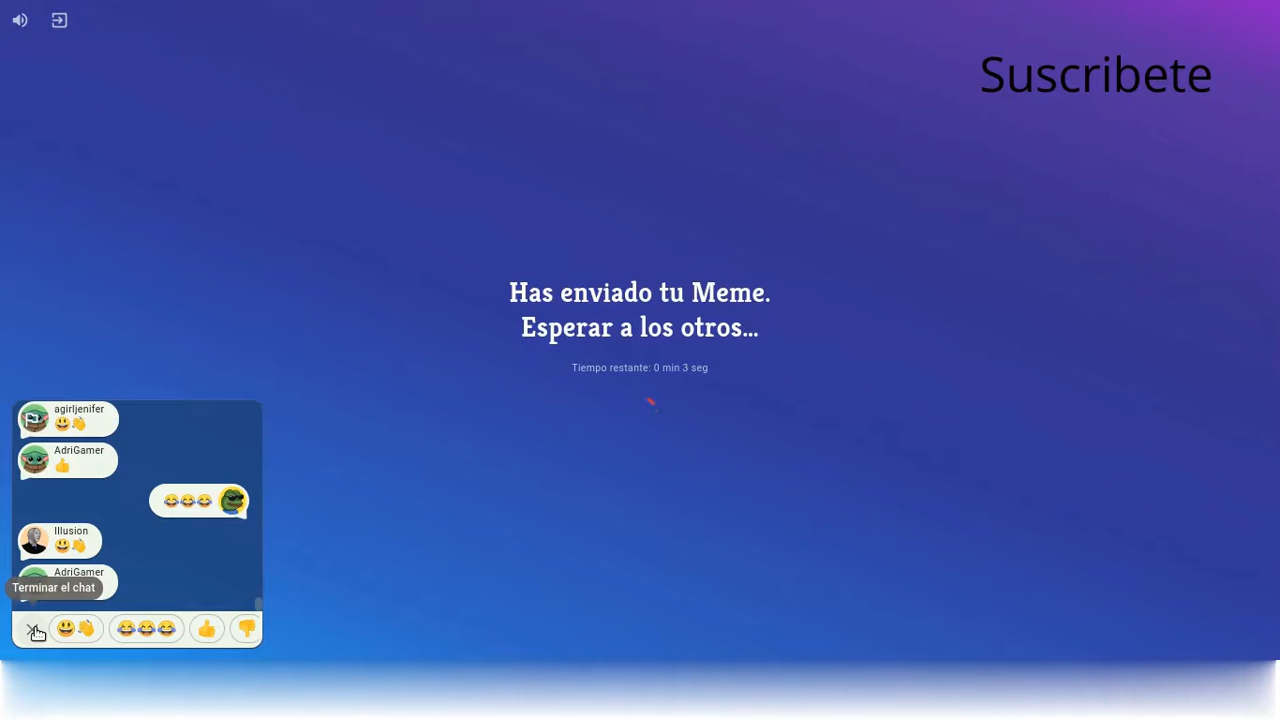 Suscribete
Has enviado tu Meme.
Esperar a los otros...
Tiempo restante: 0 min 3 seg
agirljenifer
AdriGamer
Illusion
AdriGamer
Terminar el chat